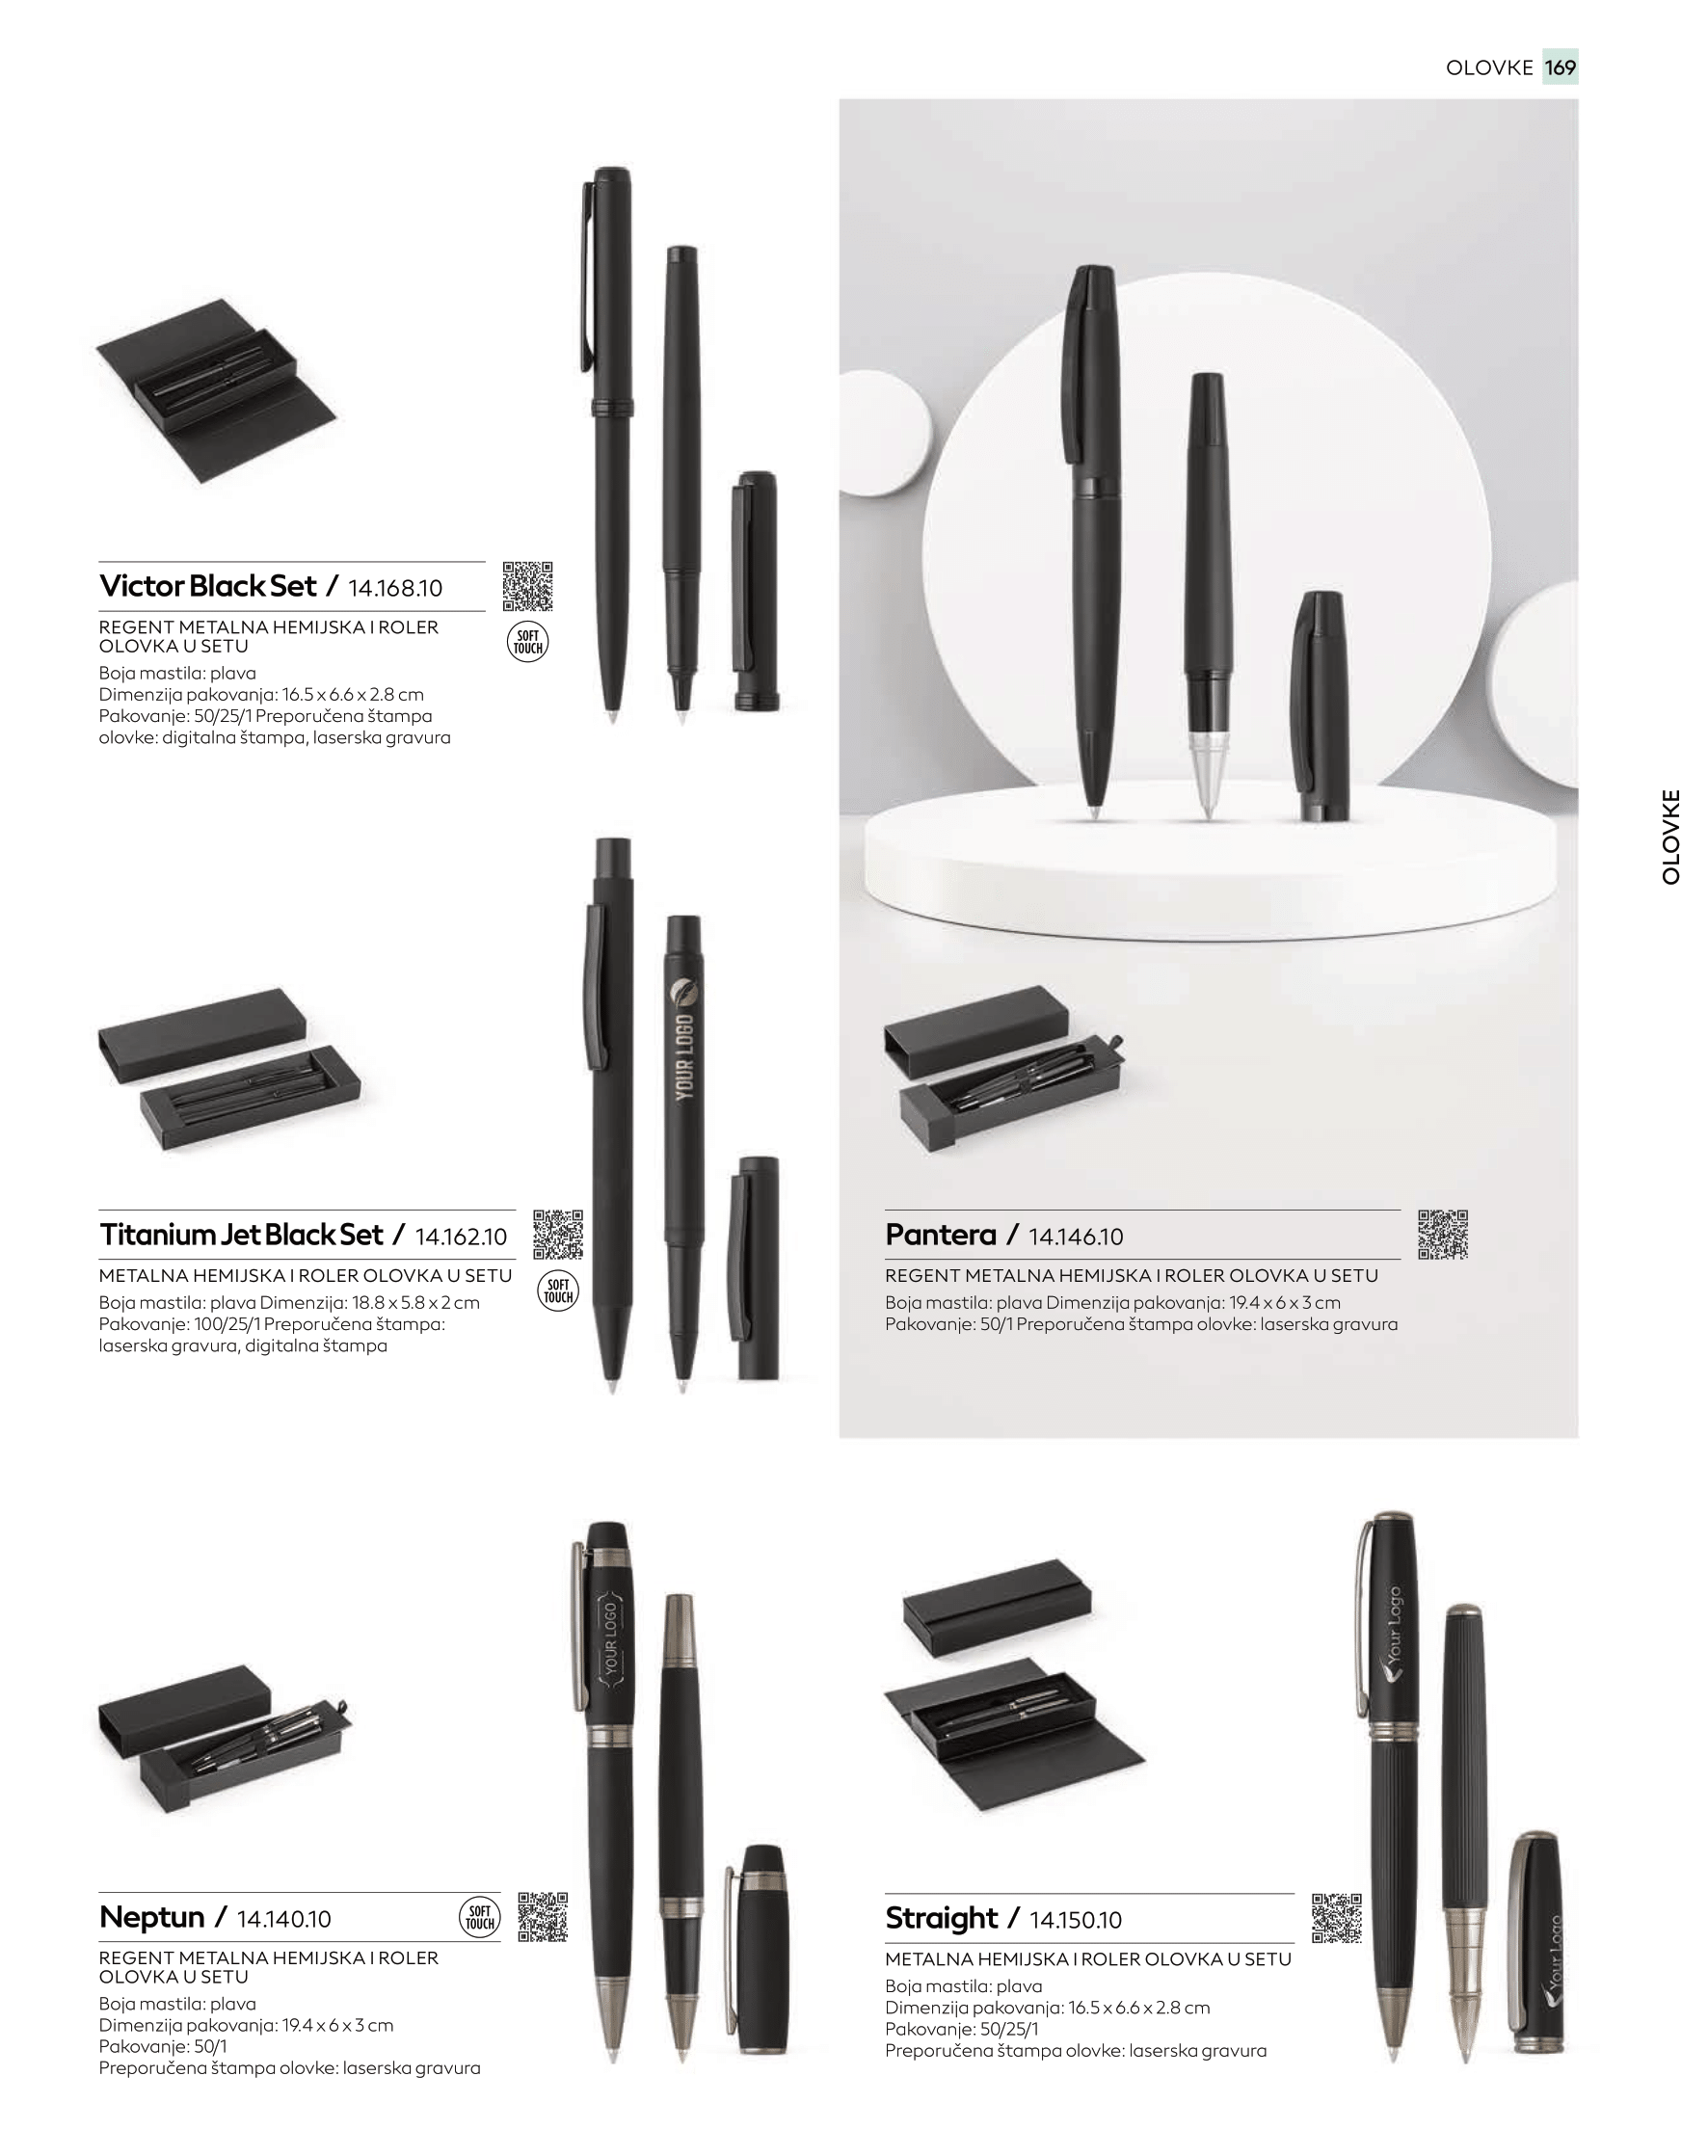 OLOVKE 169
Victor Black Set / 14.168.10
REGENT METALNA HEMIJSKA I ROLER
OLOVKA U SETU
SOFT
TOUCH
Boja mastila: plava
Dimenzija pakovanja: 16.5 x 6.6 x 2.8 cm
Pakovanje: 50/25/1 Preporučena štampa
olovke: digitalna štampa, laserska gravura
OLOVKE
YOUR LOGO
Titanium Jet Black Set / 14.162.10
METALNA HEMIJSKA I ROLER OLOVKA U SETU
SOFT
TOUCH
Boja mastila: plava Dimenzija: 18.8 x 5.8 x 2 cm
Pakovanje: 100/25/1 Preporučena štampa:
laserska gravura, digitalna štampa
Pantera / 14.146.10
REGENT METALNA HEMIJSKA I ROLER OLOVKA U SETU
Boja mastila: plava Dimenzija pakovanja: 19.4 x 6 x 3 cm
Pakovanje: 50/1 Preporučena štampa olovke: laserska gravura
YOUR LOGO
Neptun / 14.140.10
SOFT
TOUCH
REGENT METALNA HEMIJSKA I ROLER
OLOVKA U SETU
Boja mastila: plava
Dimenzija pakovanja: 19.4 x 6 x 3 cm
Pakovanje: 50/1
Preporučena štampa olovke: laserska gravura
Your Logo
Your Logo
Straight / 14.150.10
METALNA HEMIJSKA I ROLER OLOVKA U SETU
Boja mastila: plava
Dimenzija pakovanja: 16.5 x 6.6 x 2.8 cm
Pakovanje: 50/25/1
Preporučena štampa olovke: laserska gravura